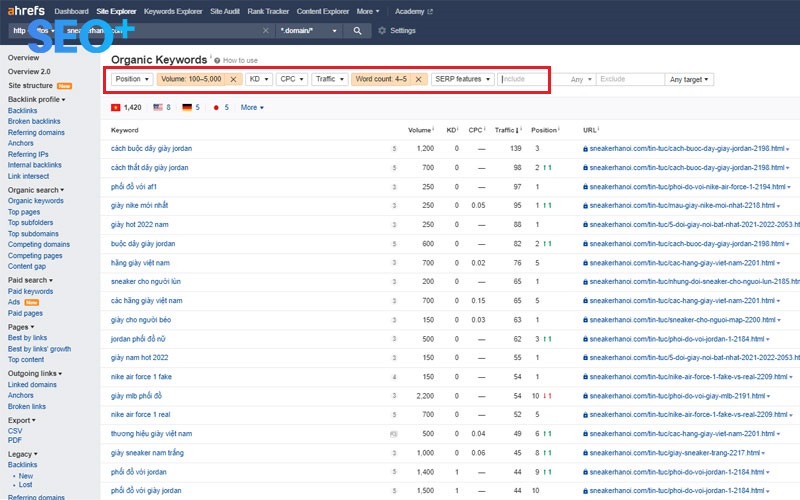 ahrefs Dashboard Site Explorer Keywords Explorer Site Audit Rank Tracker Content Explorer More Academy
http *.domain/* Settings
SEO+
Overview
Overview 2.0
Site structure New
Backlink profile
Backlinks
Broken backlinks
Referring domains
Anchors
Referring IPs
Internal backlinks
Link intersect
Organic search
Organic keywords
Top pages
Top subfolders
Top subdomains
Competing domains
Competing pages
Content gap
Paid search
Paid keywords
Ads New
Paid pages
Pages
Best by links
Best by links' growth
Top content
Outgoing links
Linked domains
Anchors
Broken links
Export
CSV
PDF
Legacy
Backlinks
New
Lost
Organic Keywords i ? How to use
Position Volume: 100–5,000 × KD CPC Traffic Word count: 4–5 × SERP features Include Any Exclude Any target
1,420 8 5 5 More
Keyword Volume KD CPC Traffic Position URL
cách buộc dây giày jordan 5 1,200 0 — 139 3 sneakerhanoi.com/tin-tuc/cach-buoc-day-giay-jordan-2198.html
cách thắt dây giày jordan 5 700 0 — 98 2 ↑1 sneakerhanoi.com/tin-tuc/cach-buoc-day-giay-jordan-2198.html
phối đồ với af1 3 250 0 — 97 1 sneakerhanoi.com/tin-tuc/phoi-do-voi-nike-air-force-1-2194.html
giày nike mới nhất 3 250 0 0.05 95 1 ↑1 sneakerhanoi.com/tin-tuc/mau-giay-nike-moi-nhat-2218.html
giày hot 2022 nam 3 250 0 — 88 1 sneakerhanoi.com/tin-tuc/5-doi-giay-noi-bat-nhat-2021-2022-2053.html
buộc dây giày jordan 5 600 0 — 82 2 ↑1 sneakerhanoi.com/tin-tuc/cach-buoc-day-giay-jordan-2198.html
hãng giày việt nam 3 700 0 0.02 76 5 sneakerhanoi.com/tin-tuc/cac-hang-giay-viet-nam-2201.html
sneaker cho người lùn 2 200 0 — 65 1 sneakerhanoi.com/tin-tuc/nhung-doi-sneaker-cho-nguoi-lun-2185.html
các hãng giày việt nam 3 700 0 0.15 65 5 sneakerhanoi.com/tin-tuc/cac-hang-giay-viet-nam-2201.html
giày cho người béo 3 150 0 0.03 63 1 sneakerhanoi.com/tin-tuc/sneaker-cho-nguoi-map-2200.html
jordan phối đồ nữ 3 500 0 — 62 3 ↑1 sneakerhanoi.com/tin-tuc/phoi-do-voi-jordan-1-2184.html
giày nam hot 2022 3 150 0 — 55 1 sneakerhanoi.com/tin-tuc/5-doi-giay-noi-bat-nhat-2021-2022-2053.html
nike air force 1 fake 4 150 — 54 1 sneakerhanoi.com/tin-tuc/nike-air-force-1-fake-vs-real-2209.html
giày mlb phối đồ 3 2,200 0 — 54 10 ↓1 sneakerhanoi.com/tin-tuc/phoi-do-voi-giay-mlb-2191.html
nike air force 1 real 5 700 — 52 5 sneakerhanoi.com/tin-tuc/nike-air-force-1-fake-vs-real-2209.html
thương hiệu giày việt nam 500 0 0.04 49 6 ↑1 sneakerhanoi.com/tin-tuc/cac-hang-giay-viet-nam-2201.html
giày sneaker nam trắng 3 1,000 0 0.06 45 8 ↑1 sneakerhanoi.com/tin-tuc/giay-sneaker-trang-2217.html
phối đồ với jordan 5 1,400 1 — 44 9 ↑1 sneakerhanoi.com/tin-tuc/phoi-do-voi-jordan-1-2184.html
phối đồ với jordan 1 5 1,500 — 44 10 sneakerhanoi.com/tin-tuc/phoi-do-voi-jordan-1-2184.html